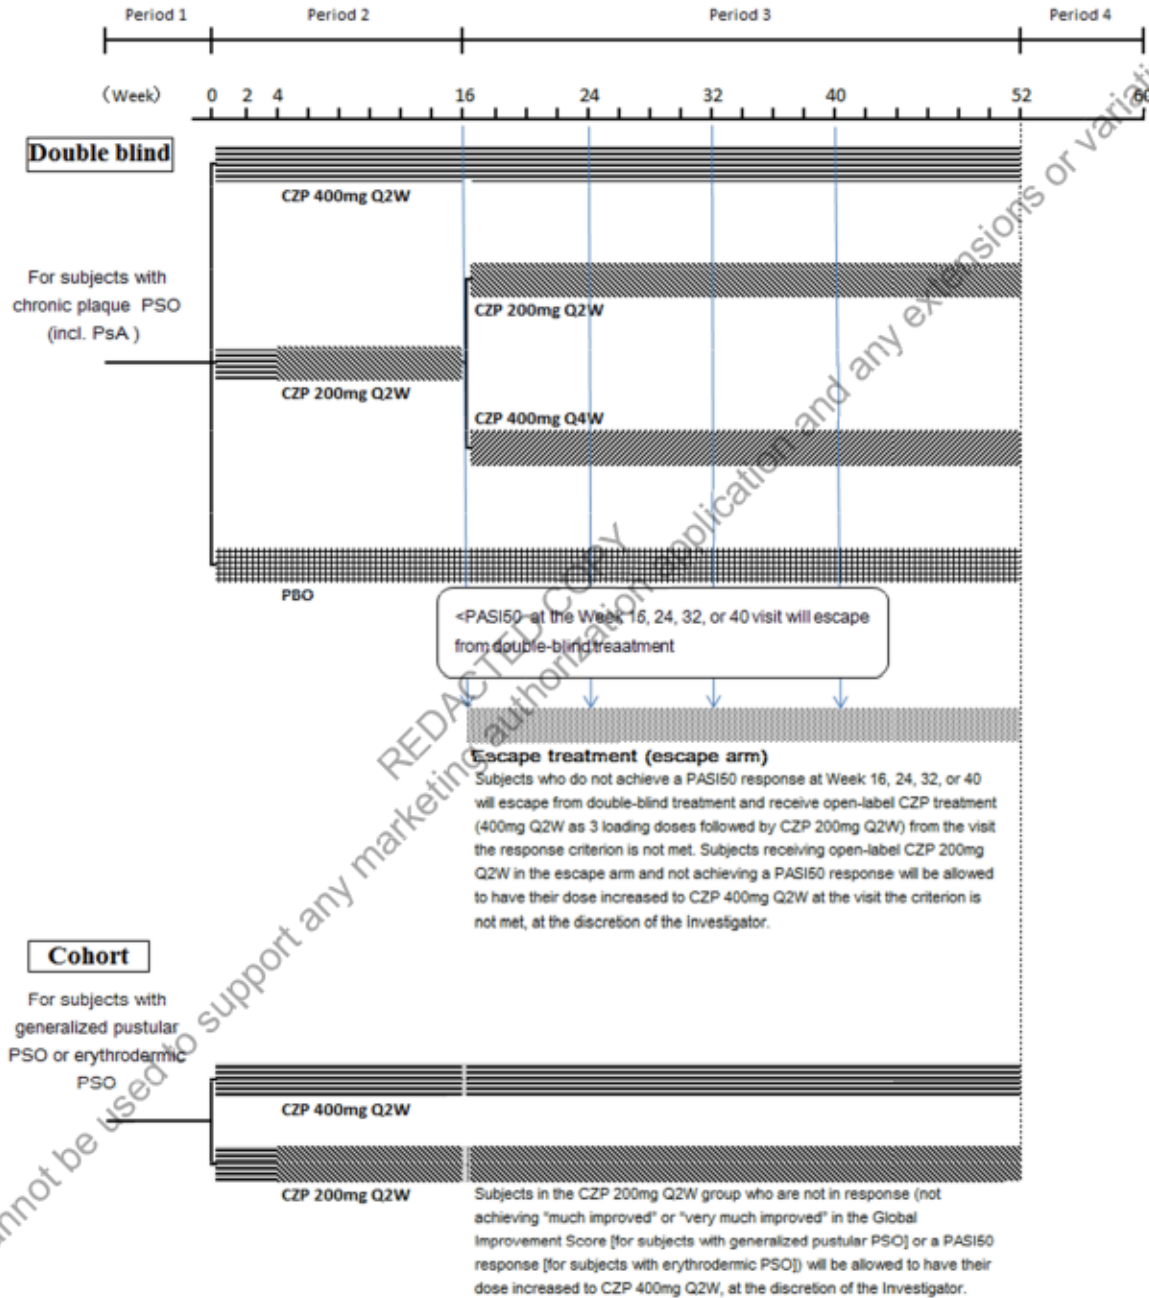 Period 1 Period 2 Period 3 Period 4
(Week) 0 2 4 16 24 32 40 52 60
Double blind
CZP 400mg Q2W
For subjects with
chronic plaque PSO
(incl. PsA )
CZP 200mg Q2W
CZP 200mg Q2W
CZP 400mg Q4W
PBO
<PASI50 at the Week 16, 24, 32, or 40 visit will escape
from double-blind treaatment
Escape treatment (escape arm)
Subjects who do not achieve a PASI50 response at Week 16, 24, 32, or 40
will escape from double-blind treatment and receive open-label CZP treatment
(400mg Q2W as 3 loading doses followed by CZP 200mg Q2W) from the visit
the response criterion is not met. Subjects receiving open-label CZP 200mg
Q2W in the escape arm and not achieving a PASI50 response will be allowed
to have their dose increased to CZP 400mg Q2W at the visit the criterion is
not met, at the discretion of the Investigator.
Cohort
For subjects with
generalized pustular
PSO or erythrodermic
PSO
CZP 400mg Q2W
CZP 200mg Q2W
Subjects in the CZP 200mg Q2W group who are not in response (not
achieving "much improved" or "very much improved" in the Global
Improvement Score [for subjects with generalized pustular PSO] or a PASI50
response [for subjects with erythrodermic PSO]) will be allowed to have their
dose increased to CZP 400mg Q2W, at the discretion of the Investigator.
REDACTED COPY
nnot be used to support any marketing authorization application and any extensions or variati